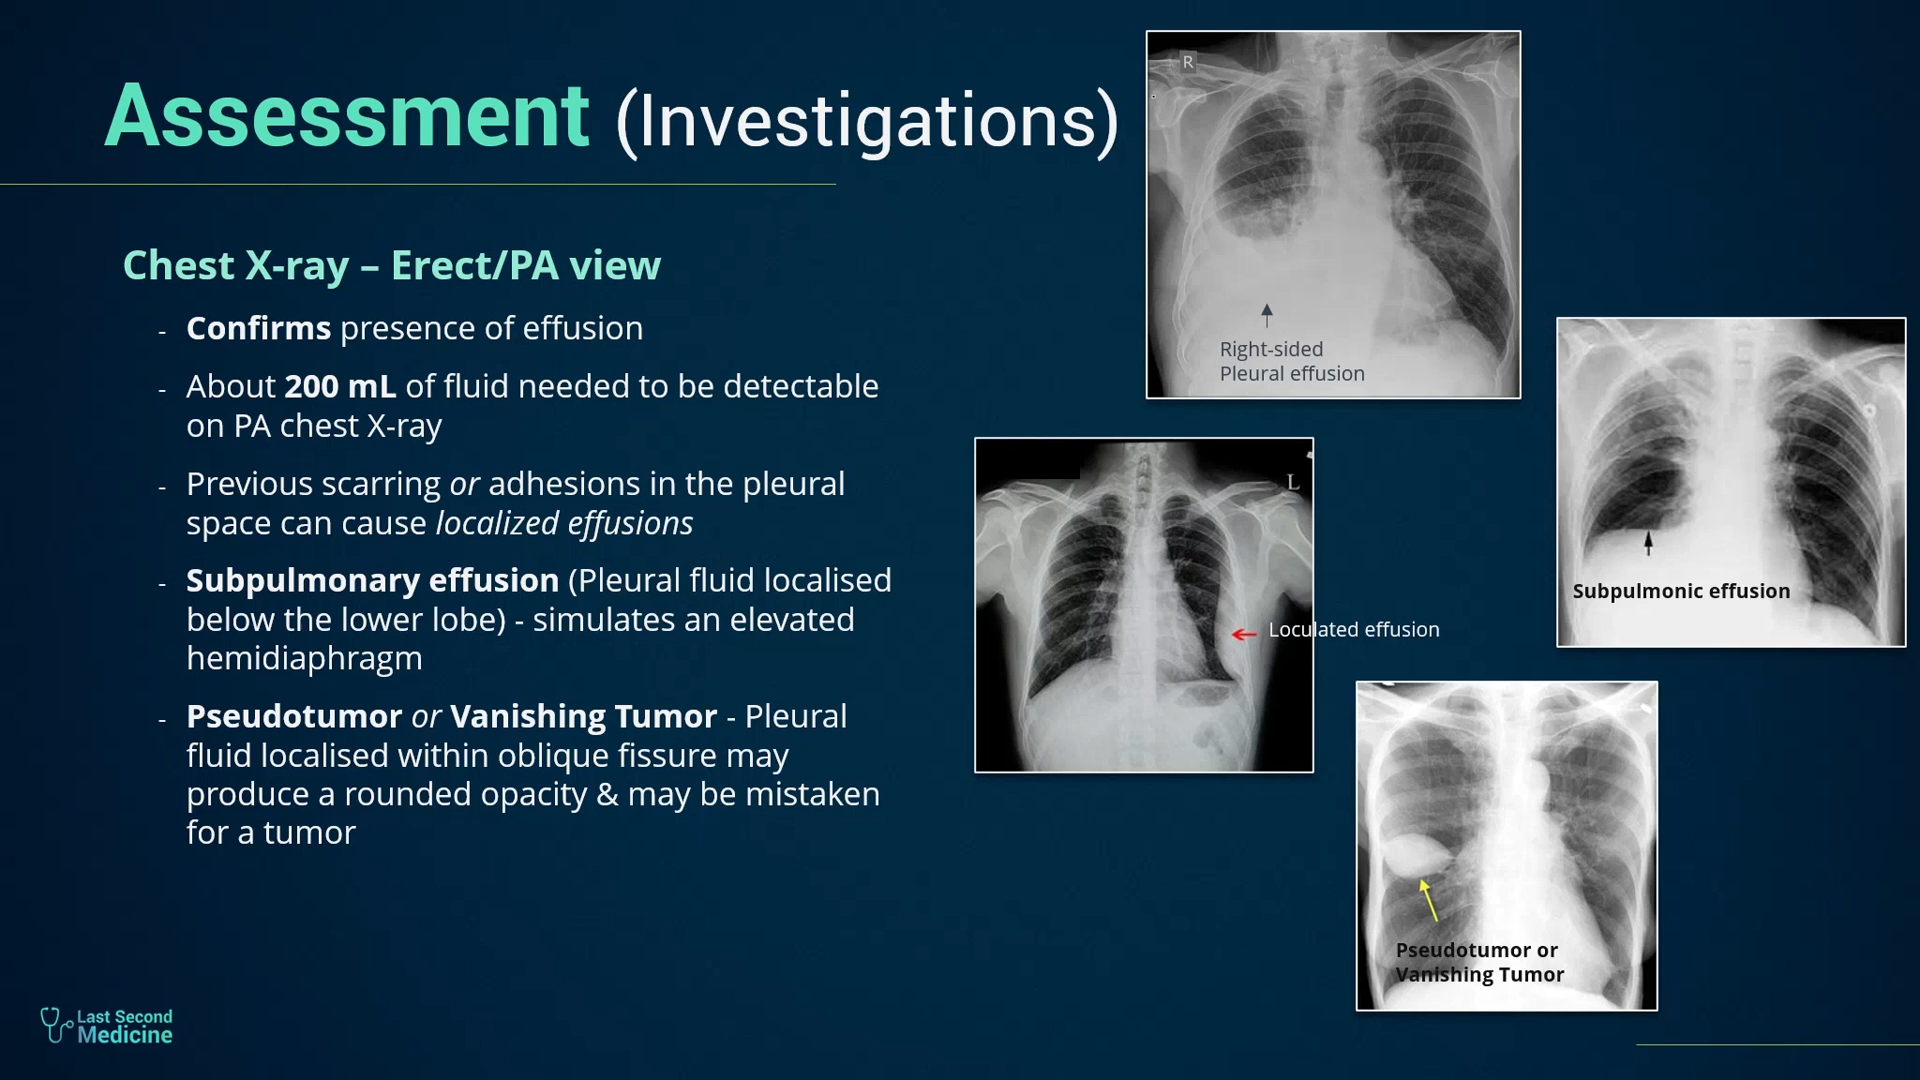 Assessment (Investigations)
Chest X-ray – Erect/PA view
- Confirms presence of effusion
- About 200 mL of fluid needed to be detectable
on PA chest X-ray
- Previous scarring or adhesions in the pleural
space can cause localized effusions
- Subpulmonary effusion (Pleural fluid localised
below the lower lobe) - simulates an elevated
hemidiaphragm
- Pseudotumor or Vanishing Tumor - Pleural
fluid localised within oblique fissure may
produce a rounded opacity & may be mistaken
for a tumor
R
Right-sided
Pleural effusion
Subpulmonic effusion
L
Loculated effusion
Pseudotumor or
Vanishing Tumor
Last Second
Medicine